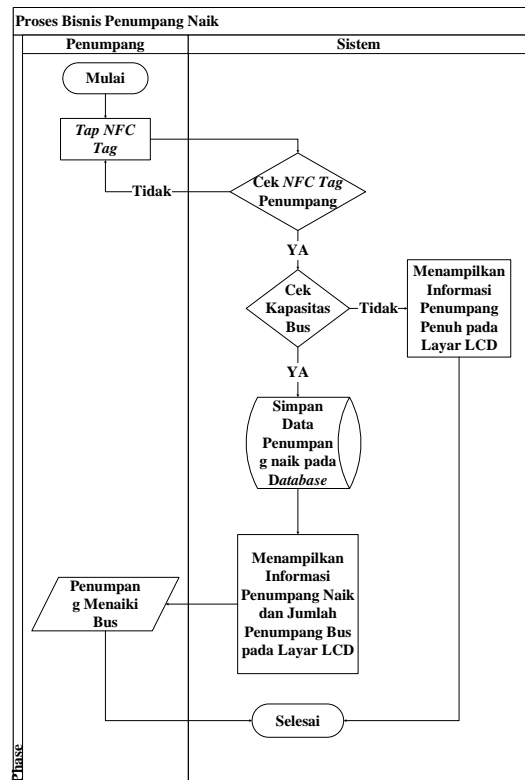 Proses Bisnis Penumpang Naik
Penumpang
Sistem
Mulai
Tap NFC
Tag
Cek NFC Tag
Penumpang
Tidak
YA
Cek
Kapasitas
Bus
Tidak
Menampilkan
Informasi
Penumpang
Penuh pada
Layar LCD
YA
Simpan
Data
Penumpan
g naik pada
Database
Menampilkan
Informasi
Penumpang Naik
dan Jumlah
Penumpang Bus
pada Layar LCD
Penumpan
g Menaiki
Bus
Selesai
Phase